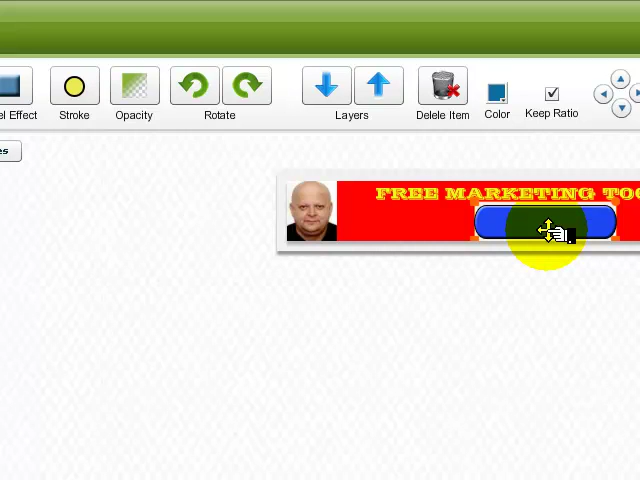 el Effect
Stroke
Opacity
Rotate
Layers
Delete Item
Color
Keep Ratio
es
FREE MARKETING TOO